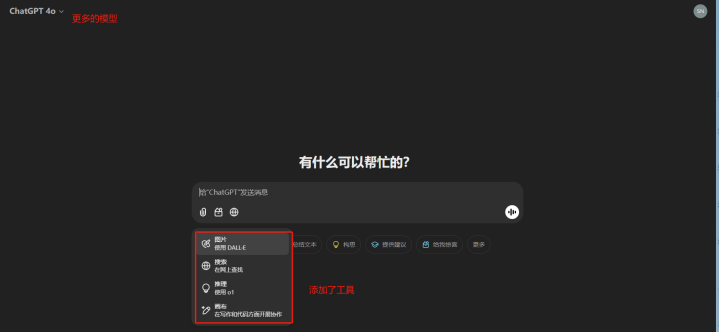 ChatGPT 4o
更多的模型
SN
有什么可以帮忙的？
给"ChatGPT"发送消息
图片
使用 DALL·E
搜索
在网上查找
推理
使用 o1
画布
在写作和代码方面开展协作
总结文本
构思
提供建议
给我惊喜
更多
添加了工具